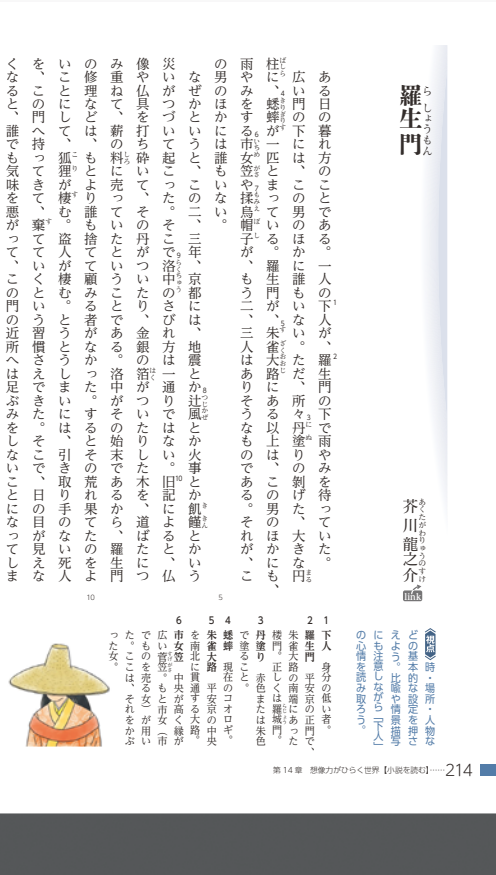 羅生門
らしょうもん
芥川龍之介
あくたがわりゅうのすけ
link
ある日の暮れ方のことである。一人の下人が、羅生門の下で雨やみを待っていた。
広い門の下には、この男のほかに誰もいない。ただ、所々丹塗りの剝げた、大きな円
柱に、蟋蟀が一匹とまっている。羅生門が、朱雀大路にある以上は、この男のほかにも、
雨やみをする市女笠や揉烏帽子が、もう二、三人はありそうなものである。それが、こ
の男のほかには誰もいない。
なぜかというと、この二、三年、京都には、地震とか辻風とか火事とか飢饉とかいう
災いがつづいて起こった。そこで洛中のさびれ方は一通りではない。旧記によると、仏
像や仏具を打ち砕いて、その丹がついたり、金銀の箔がついたりした木を、道ばたにつ
み重ねて、薪の料に売っていたということである。洛中がその始末であるから、羅生門
の修理などは、もとより誰も捨てて顧みる者がなかった。するとその荒れ果てたのをよ
いことにして、狐狸が棲む。盗人が棲む。とうとうしまいには、引き取り手のない死人
を、この門へ持ってきて、棄てていくという習慣さえできた。そこで、日の目が見えな
くなると、誰でも気味を悪がって、この門の近所へは足ぶみをしないことになってしま
5
10
《視点》時・場所・人物な
どの基本的な設定を押さ
えよう。比喩や情景描写
にも注意しながら「下人」
の心情を読み取ろう。
1 下人 身分の低い者。
2 羅生門 平安京の正門で、
朱雀大路の南端にあった
楼門。正しくは羅城門。
3 丹塗り 赤色または朱色
で塗ること。
4 蟋蟀 現在のコオロギ。
5 朱雀大路 平安京の中央
を南北に貫通する大路。
6 市女笠 中央が高く縁が
広い菅笠。もと市女（市
でものを売る女）が用い
た。ここは、それをかぶ
った女。
第14章 想像力がひらく世界【小説を読む】……214